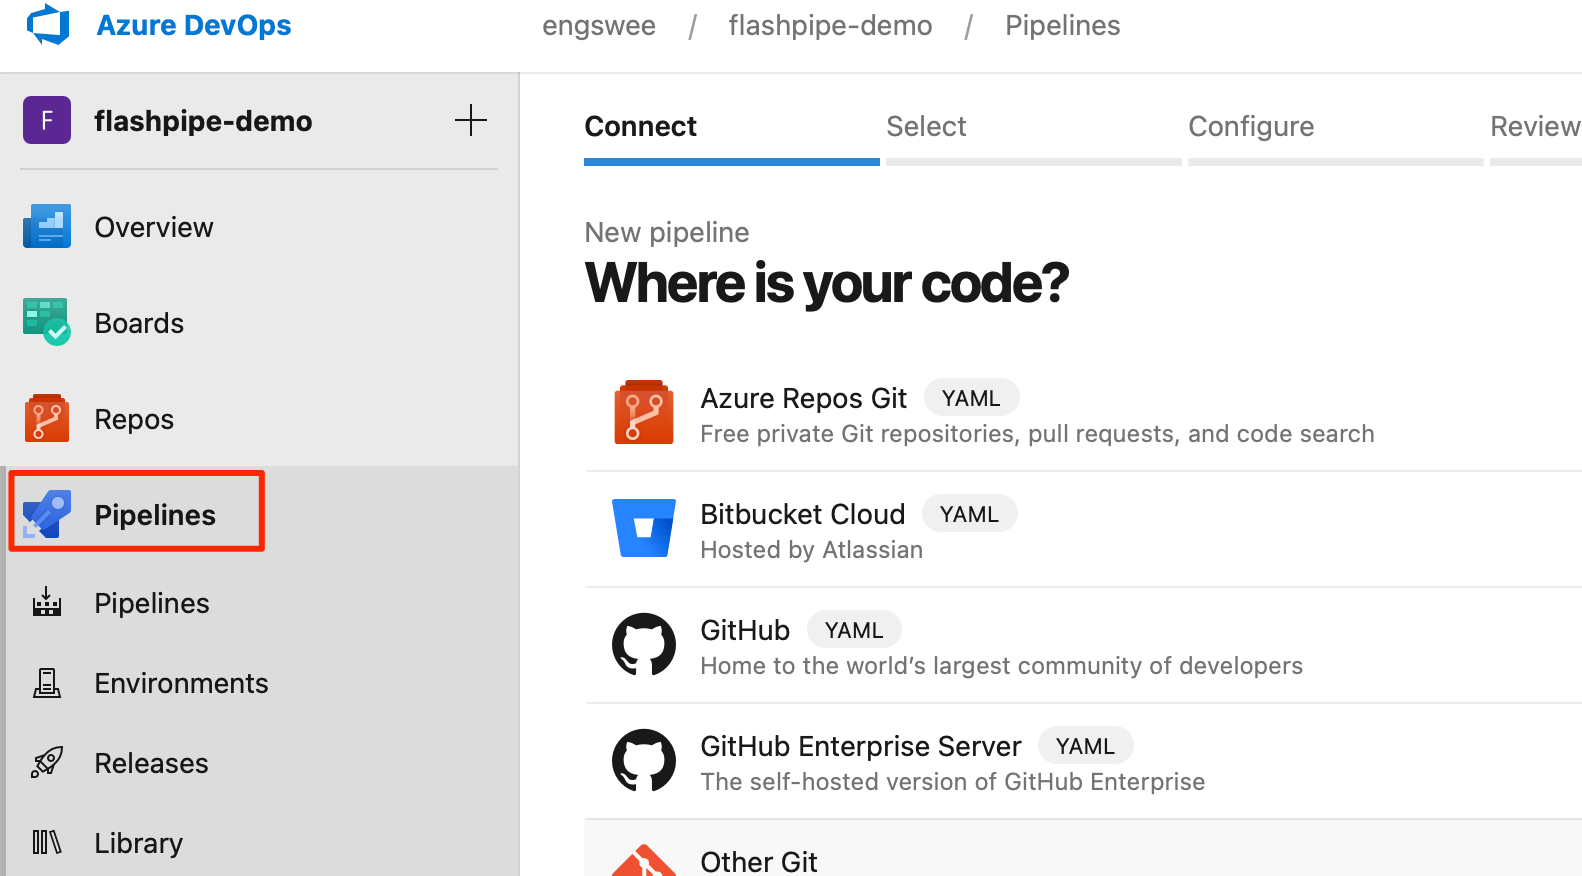 Azure DevOps
engswee / flashpipe-demo / Pipelines
F flashpipe-demo
Overview
Boards
Repos
Pipelines
Pipelines
Environments
Releases
Library
Connect Select Configure Review
New pipeline
Where is your code?
Azure Repos Git YAML
Free private Git repositories, pull requests, and code search
Bitbucket Cloud YAML
Hosted by Atlassian
GitHub YAML
Home to the world’s largest community of developers
GitHub Enterprise Server YAML
The self-hosted version of GitHub Enterprise
Other Git